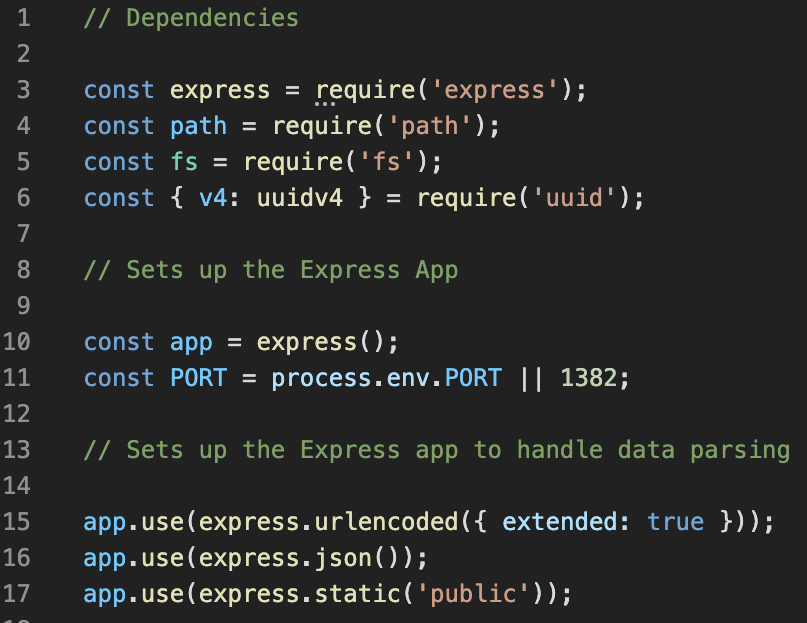 1 // Dependencies
2
3 const express = require('express');
4 const path = require('path');
5 const fs = require('fs');
6 const { v4: uuidv4 } = require('uuid');
7
8 // Sets up the Express App
9
10 const app = express();
11 const PORT = process.env.PORT || 1382;
12
13 // Sets up the Express app to handle data parsing
14
15 app.use(express.urlencoded({ extended: true }));
16 app.use(express.json());
17 app.use(express.static('public'));